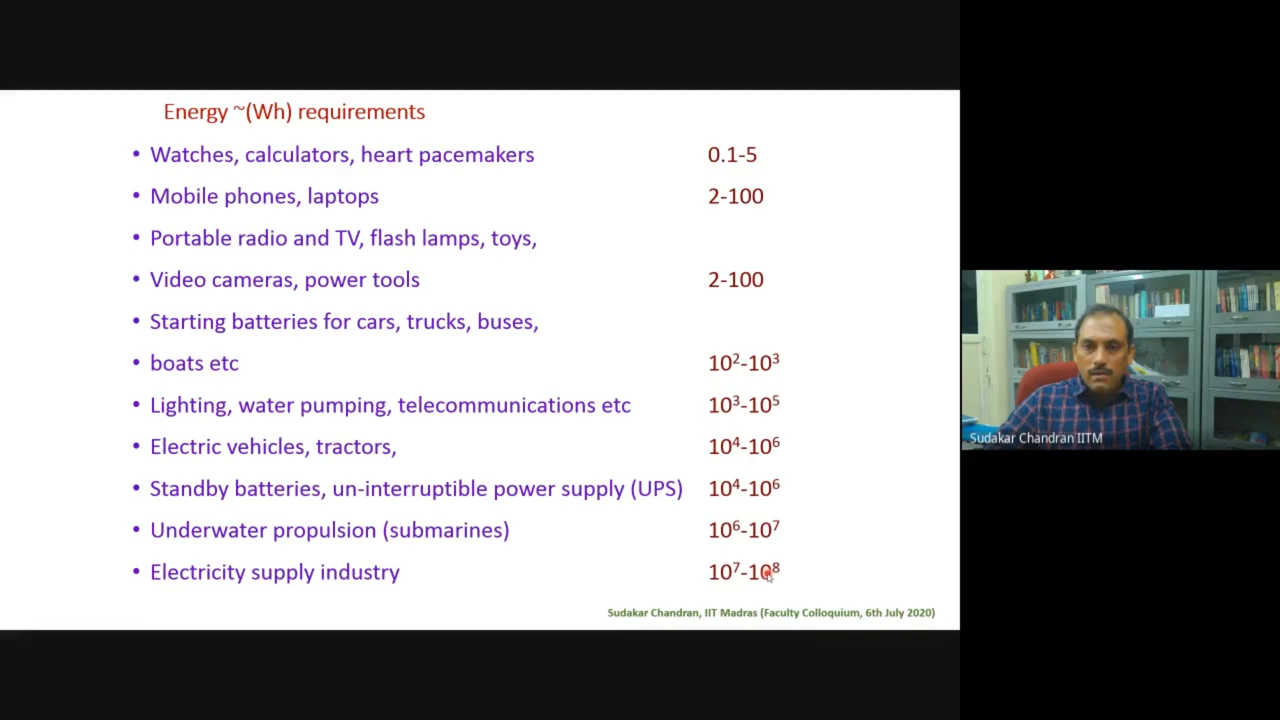 Energy ~(Wh) requirements
• Watches, calculators, heart pacemakers 0.1-5
• Mobile phones, laptops 2-100
• Portable radio and TV, flash lamps, toys,
• Video cameras, power tools 2-100
• Starting batteries for cars, trucks, buses,
• boats etc 10²-10³
• Lighting, water pumping, telecommunications etc 10³-10⁵
• Electric vehicles, tractors, 10⁴-10⁶
• Standby batteries, un-interruptible power supply (UPS) 10⁴-10⁶
• Underwater propulsion (submarines) 10⁶-10⁷
• Electricity supply industry 10⁷-10⁸
Sudakar Chandran, IIT Madras (Faculty Colloquium, 6th July 2020)
Sudakar Chandran IITM